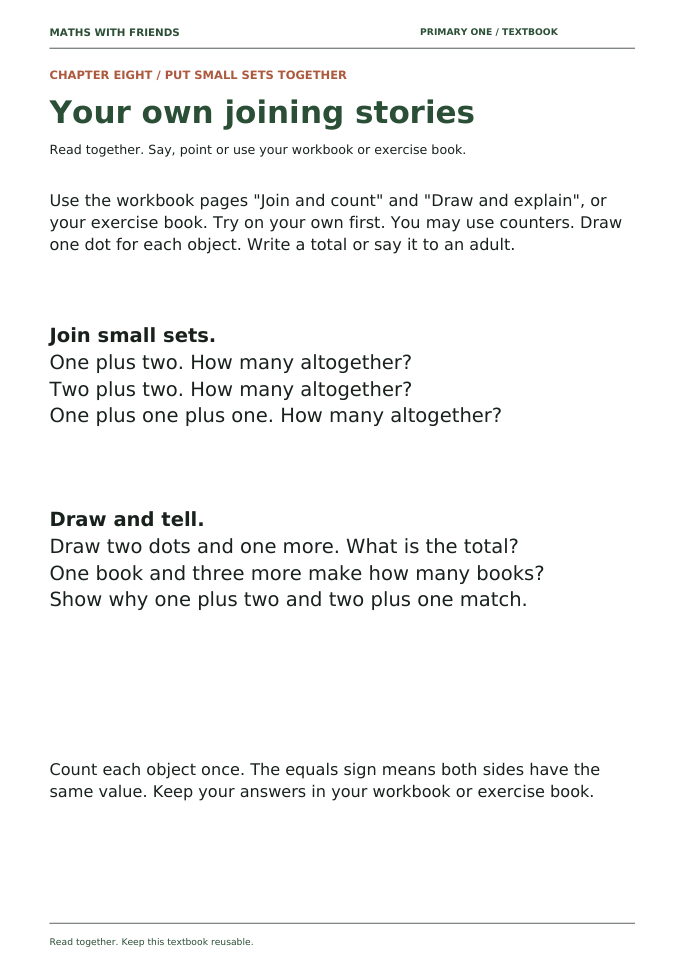 MATHS WITH FRIENDS
PRIMARY ONE / TEXTBOOK
CHAPTER EIGHT / PUT SMALL SETS TOGETHER
Your own joining stories
Read together. Say, point or use your workbook or exercise book.
Use the workbook pages "Join and count" and "Draw and explain", or
your exercise book. Try on your own first. You may use counters. Draw
one dot for each object. Write a total or say it to an adult.
Join small sets.
One plus two. How many altogether?
Two plus two. How many altogether?
One plus one plus one. How many altogether?
Draw and tell.
Draw two dots and one more. What is the total?
One book and three more make how many books?
Show why one plus two and two plus one match.
Count each object once. The equals sign means both sides have the
same value. Keep your answers in your workbook or exercise book.
Read together. Keep this textbook reusable.